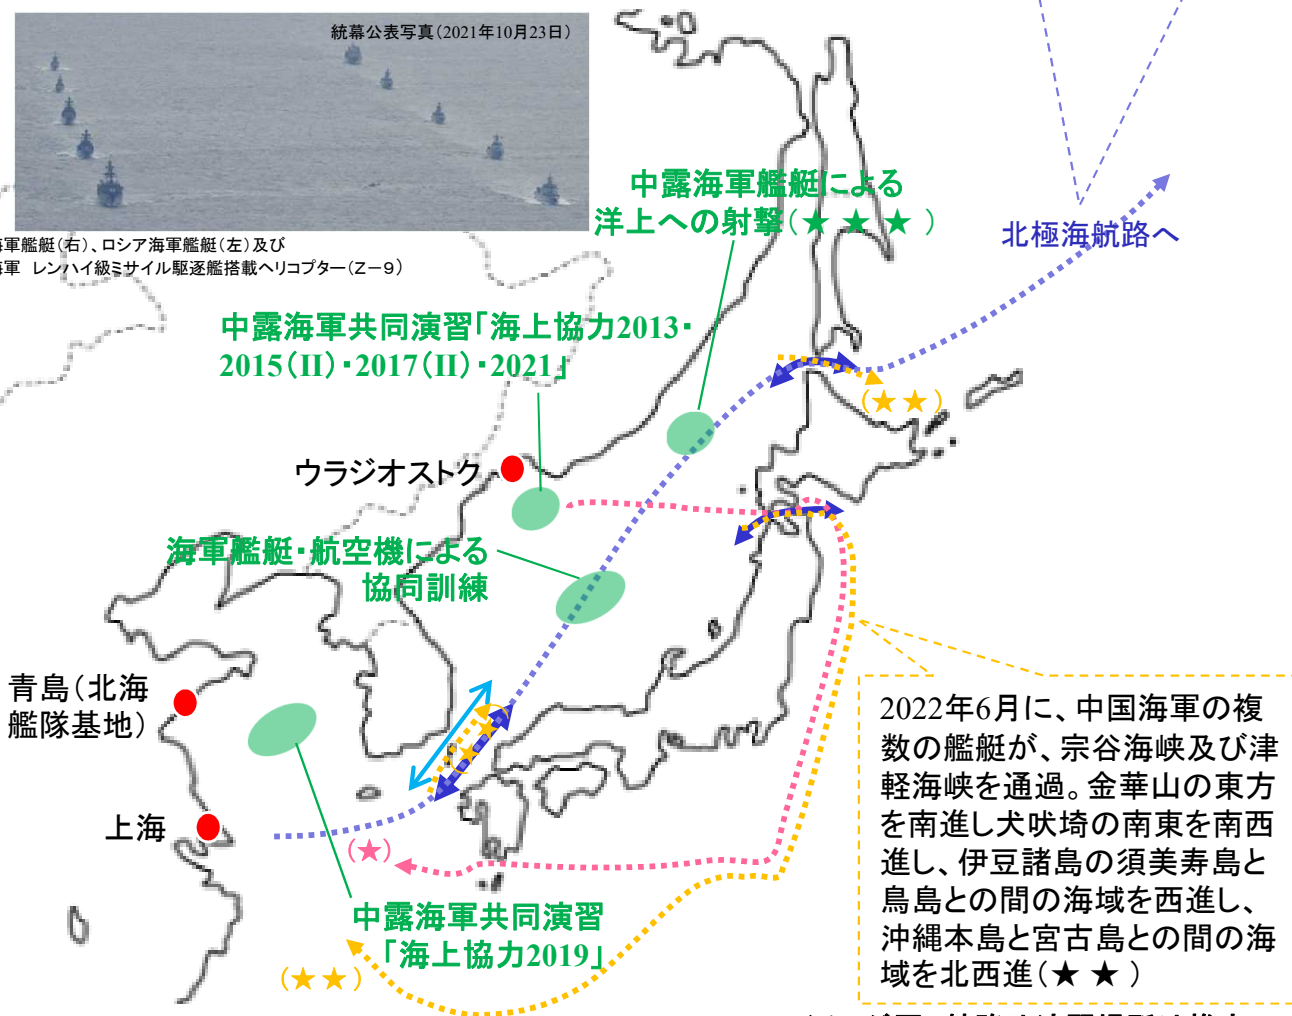 統幕公表写真(2021年10月23日)
軍艦艇(右)、ロシア海軍艦艇(左)及び
海軍 レンハイ級ミサイル駆逐艦搭載ヘリコプター(Z-9)
中露海軍艦艇による
洋上への射撃(★ ★ ★ )
北極海航路へ
中露海軍共同演習「海上協力2013・
2015(II)・2017(II)・2021」
(★ ★)
ウラジオストク
海軍艦艇・航空機による
協同訓練
青島(北海
艦隊基地)
(★ ★)
上海
(★)
中露海軍共同演習
「海上協力2019」
(★ ★)
2022年6月に、中国海軍の複
数の艦艇が、宗谷海峡及び津
軽海峡を通過。金華山の東方
を南進し犬吠埼の南東を南西
進し、伊豆諸島の須美寿島と
鳥島との間の海域を西進し、
沖縄本島と宮古島との間の海
域を北西進(★ ★ )